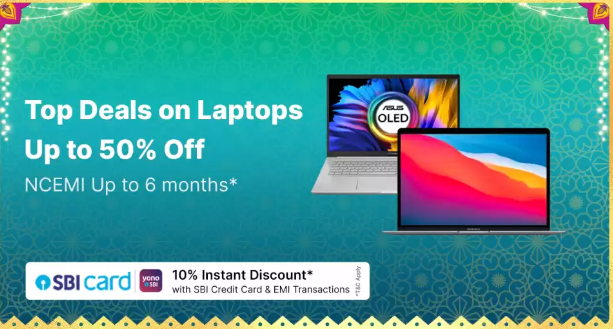 Top Deals on Laptops
Up to 50% Off
NCEMI Up to 6 months*
ASUS
OLED
SBI card
yono
SBI
10% Instant Discount*
with SBI Credit Card & EMI Transactions
*T&C Apply